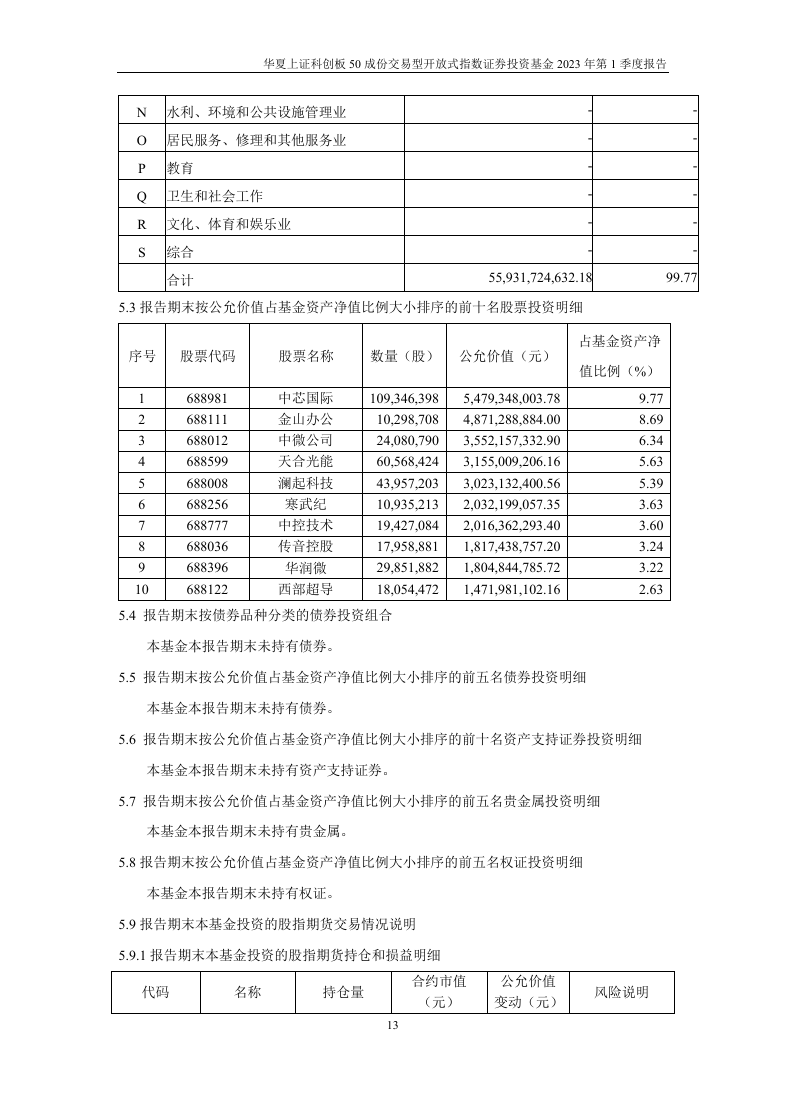 华夏上证科创板 50 成份交易型开放式指数证券投资基金 2023 年第 1 季度报告
N 水利、环境和公共设施管理业 - -
O 居民服务、修理和其他服务业 - -
P 教育 - -
Q 卫生和社会工作 - -
R 文化、体育和娱乐业 - -
S 综合 - -
合计 55,931,724,632.18 99.77
5.3 报告期末按公允价值占基金资产净值比例大小排序的前十名股票投资明细
序号 股票代码 股票名称 数量（股） 公允价值（元） 占基金资产净
值比例（%）
1 688981 中芯国际 109,346,398 5,479,348,003.78 9.77
2 688111 金山办公 10,298,708 4,871,288,884.00 8.69
3 688012 中微公司 24,080,790 3,552,157,332.90 6.34
4 688599 天合光能 60,568,424 3,155,009,206.16 5.63
5 688008 澜起科技 43,957,203 3,023,132,400.56 5.39
6 688256 寒武纪 10,935,213 2,032,199,057.35 3.63
7 688777 中控技术 19,427,084 2,016,362,293.40 3.60
8 688036 传音控股 17,958,881 1,817,438,757.20 3.24
9 688396 华润微 29,851,882 1,804,844,785.72 3.22
10 688122 西部超导 18,054,472 1,471,981,102.16 2.63
5.4 报告期末按债券品种分类的债券投资组合
本基金本报告期末未持有债券。
5.5 报告期末按公允价值占基金资产净值比例大小排序的前五名债券投资明细
本基金本报告期末未持有债券。
5.6 报告期末按公允价值占基金资产净值比例大小排序的前十名资产支持证券投资明细
本基金本报告期末未持有资产支持证券。
5.7 报告期末按公允价值占基金资产净值比例大小排序的前五名贵金属投资明细
本基金本报告期末未持有贵金属。
5.8 报告期末按公允价值占基金资产净值比例大小排序的前五名权证投资明细
本基金本报告期末未持有权证。
5.9 报告期末本基金投资的股指期货交易情况说明
5.9.1 报告期末本基金投资的股指期货持仓和损益明细
代码 名称 持仓量 合约市值 公允价值 风险说明
（元） 变动（元）
13